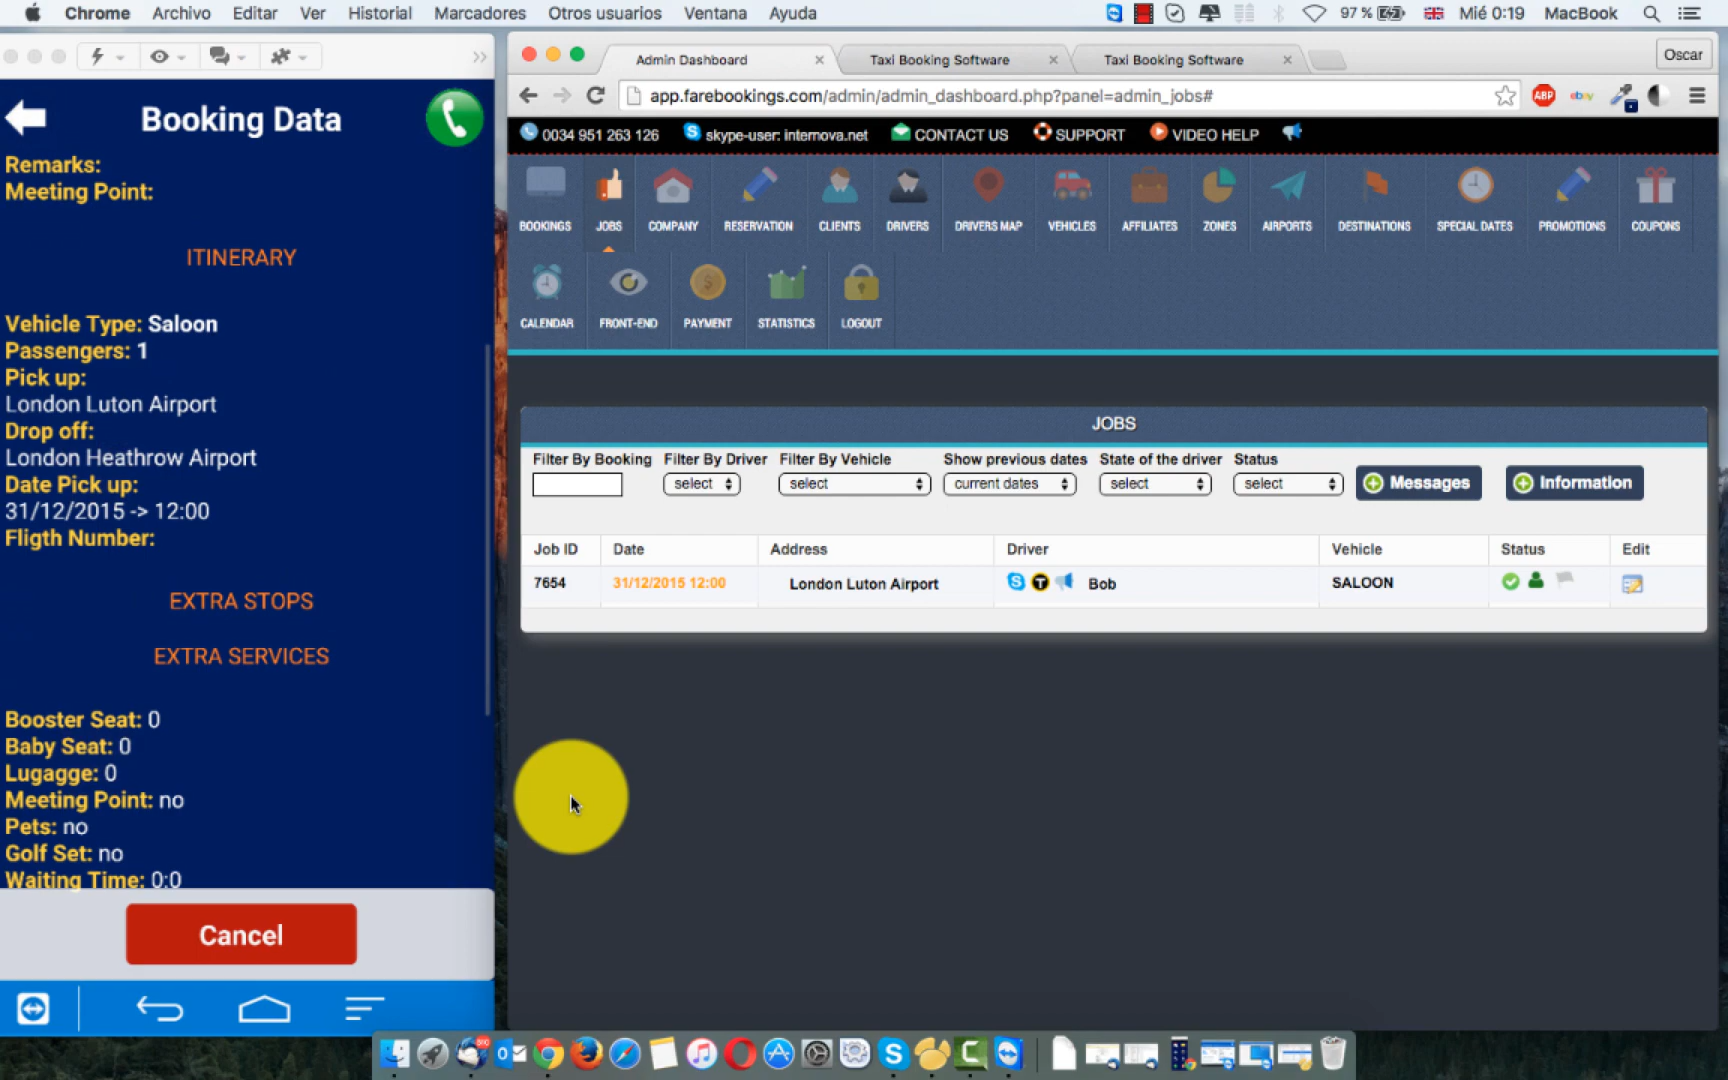 Chrome Archivo Editar Ver Historial Marcadores Otros usuarios Ventana Ayuda 97 % Mié 0:19 MacBook
Booking Data
Remarks:
Meeting Point:
ITINERARY
Vehicle Type: Saloon
Passengers: 1
Pick up:
London Luton Airport
Drop off:
London Heathrow Airport
Date Pick up:
31/12/2015 -> 12:00
Fligth Number:
EXTRA STOPS
EXTRA SERVICES
Booster Seat: 0
Baby Seat: 0
Lugagge: 0
Meeting Point: no
Pets: no
Golf Set: no
Waiting Time: 0:0
Cancel
Admin Dashboard Taxi Booking Software Taxi Booking Software Oscar
app.farebookings.com/admin/admin_dashboard.php?panel=admin_jobs# ABP ebay
0034 951 263 126 skype-user: internova.net CONTACT US SUPPORT VIDEO HELP
BOOKINGS JOBS COMPANY RESERVATION CLIENTS DRIVERS DRIVERS MAP VEHICLES AFFILIATES ZONES AIRPORTS DESTINATIONS SPECIAL DATES PROMOTIONS COUPONS
CALENDAR FRONT-END PAYMENT STATISTICS LOGOUT
JOBS
Filter By Booking Filter By Driver Filter By Vehicle Show previous dates State of the driver Status
select select current dates select select Messages Information
Job ID Date Address Driver Vehicle Status Edit
7654 31/12/2015 12:00 London Luton Airport Bob SALOON